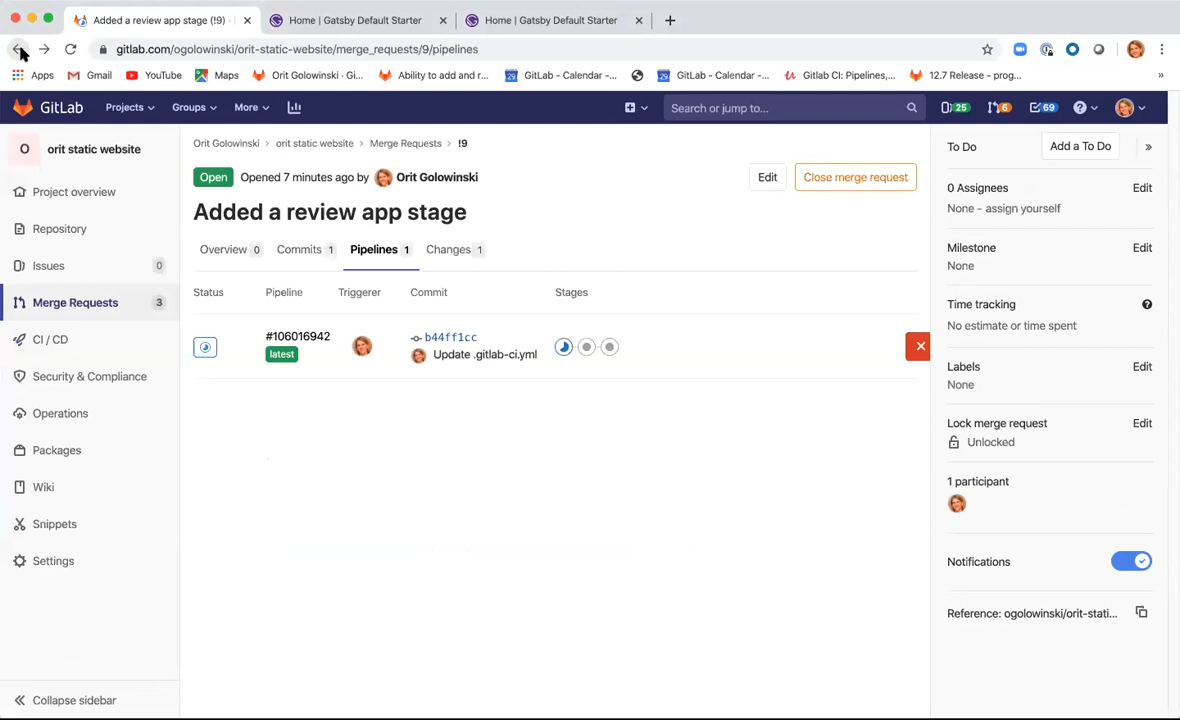 Added a review app stage (!9) ·
Home | Gatsby Default Starter
Home | Gatsby Default Starter
gitlab.com/ogolowinski/orit-static-website/merge_requests/9/pipelines
Apps
Gmail
YouTube
Maps
Orit Golowinski · Gi...
Ability to add and r...
GitLab - Calendar -...
GitLab - Calendar -...
Gitlab CI: Pipelines,...
12.7 Release - prog...
»
GitLab
Projects
Groups
More
Search or jump to...
25
6
69
O
orit static website
Project overview
Repository
Issues
0
Merge Requests
3
CI / CD
Security & Compliance
Operations
Packages
Wiki
Snippets
Settings
Collapse sidebar
Orit Golowinski › orit static website › Merge Requests › !9
Open
Opened 7 minutes ago by
Orit Golowinski
Edit
Close merge request
Added a review app stage
Overview 0
Commits 1
Pipelines 1
Changes 1
Status
Pipeline
Triggerer
Commit
Stages
#106016942
latest
b44ff1cc
Update .gitlab-ci.yml
To Do
Add a To Do
»
0 Assignees
Edit
None - assign yourself
Milestone
Edit
None
Time tracking
No estimate or time spent
Labels
Edit
None
Lock merge request
Edit
Unlocked
1 participant
Notifications
Reference: ogolowinski/orit-stati...